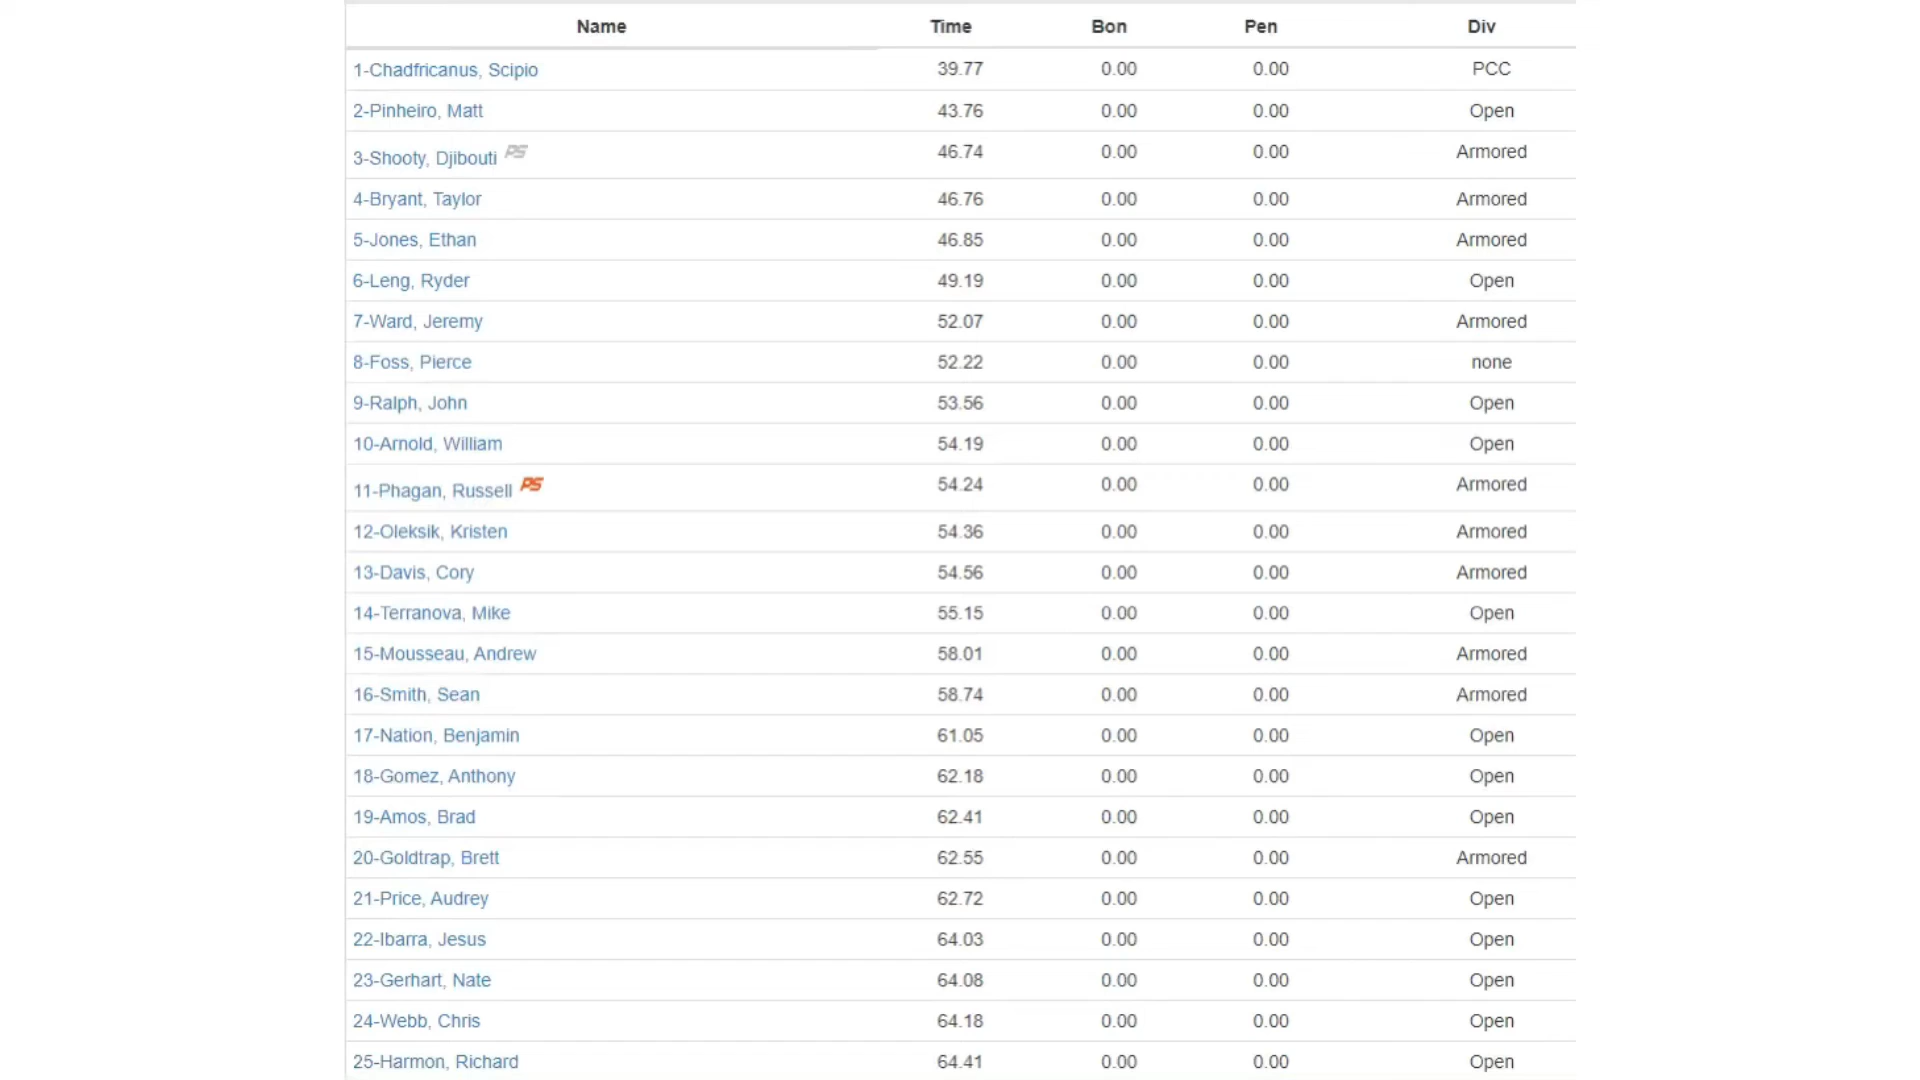 Name Time Bon Pen Div
1-Chadfricanus, Scipio 39.77 0.00 0.00 PCC
2-Pinheiro, Matt 43.76 0.00 0.00 Open
3-Shooty, Djibouti PS 46.74 0.00 0.00 Armored
4-Bryant, Taylor 46.76 0.00 0.00 Armored
5-Jones, Ethan 46.85 0.00 0.00 Armored
6-Leng, Ryder 49.19 0.00 0.00 Open
7-Ward, Jeremy 52.07 0.00 0.00 Armored
8-Foss, Pierce 52.22 0.00 0.00 none
9-Ralph, John 53.56 0.00 0.00 Open
10-Arnold, William 54.19 0.00 0.00 Open
11-Phagan, Russell PS 54.24 0.00 0.00 Armored
12-Oleksik, Kristen 54.36 0.00 0.00 Armored
13-Davis, Cory 54.56 0.00 0.00 Armored
14-Terranova, Mike 55.15 0.00 0.00 Open
15-Mousseau, Andrew 58.01 0.00 0.00 Armored
16-Smith, Sean 58.74 0.00 0.00 Armored
17-Nation, Benjamin 61.05 0.00 0.00 Open
18-Gomez, Anthony 62.18 0.00 0.00 Open
19-Amos, Brad 62.41 0.00 0.00 Open
20-Goldtrap, Brett 62.55 0.00 0.00 Armored
21-Price, Audrey 62.72 0.00 0.00 Open
22-Ibarra, Jesus 64.03 0.00 0.00 Open
23-Gerhart, Nate 64.08 0.00 0.00 Open
24-Webb, Chris 64.18 0.00 0.00 Open
25-Harmon, Richard 64.41 0.00 0.00 Open